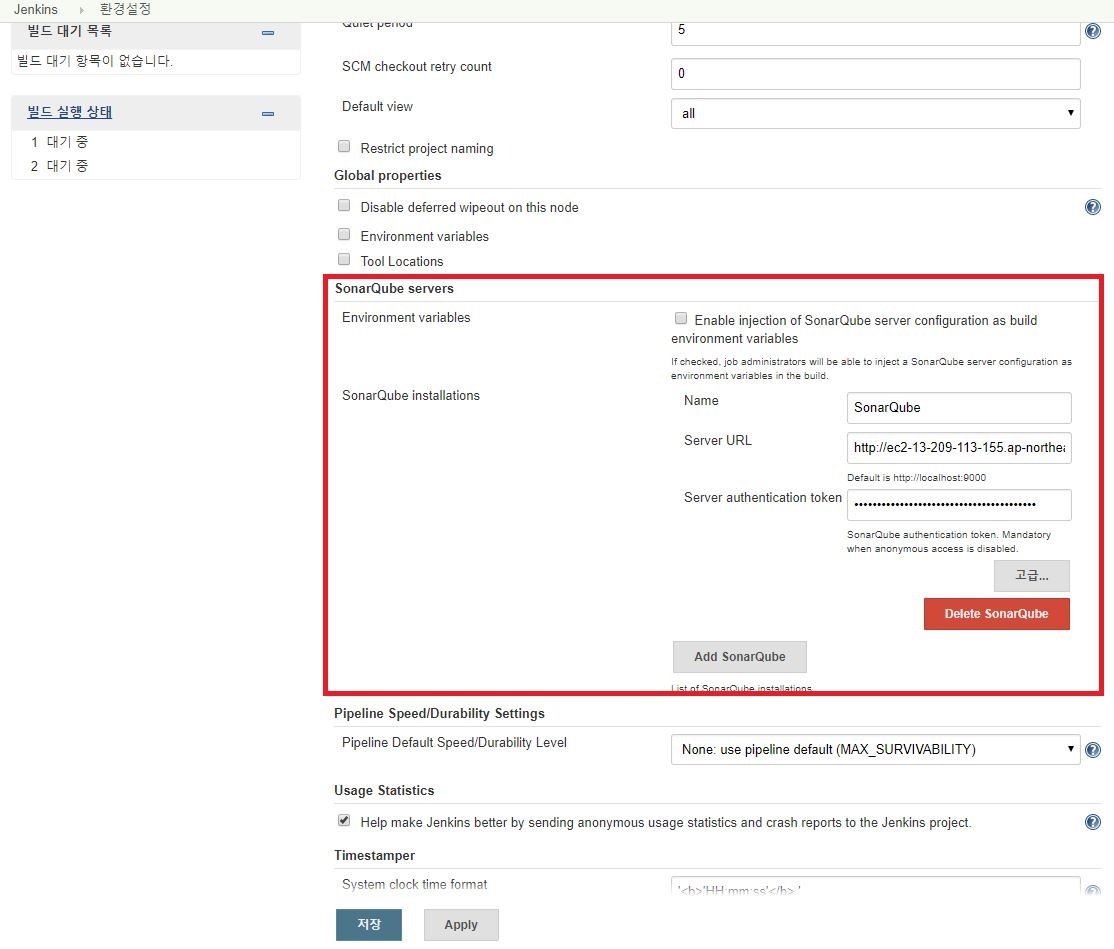 Jenkins 환경설정
빌드 대기 목록
빌드 대기 항목이 없습니다.
빌드 실행 상태
1 대기 중
2 대기 중
Quiet period 5
SCM checkout retry count 0
Default view all
Restrict project naming
Global properties
Disable deferred wipeout on this node
Environment variables
Tool Locations
SonarQube servers
Environment variables
Enable injection of SonarQube server configuration as build
environment variables
If checked, job administrators will be able to inject a SonarQube server configuration as
environment variables in the build.
SonarQube installations
Name SonarQube
Server URL http://ec2-13-209-113-155.ap-northea
Default is http://localhost:9000
Server authentication token ••••••••••••••••••••••••••••••••••••••••
SonarQube authentication token. Mandatory
when anonymous access is disabled.
고급...
Delete SonarQube
Add SonarQube
List of SonarQube installations
Pipeline Speed/Durability Settings
Pipeline Default Speed/Durability Level None: use pipeline default (MAX_SURVIVABILITY)
Usage Statistics
Help make Jenkins better by sending anonymous usage statistics and crash reports to the Jenkins project.
Timestamper
System clock time format '<b>'HH:mm:ss'</b> '
저장 Apply